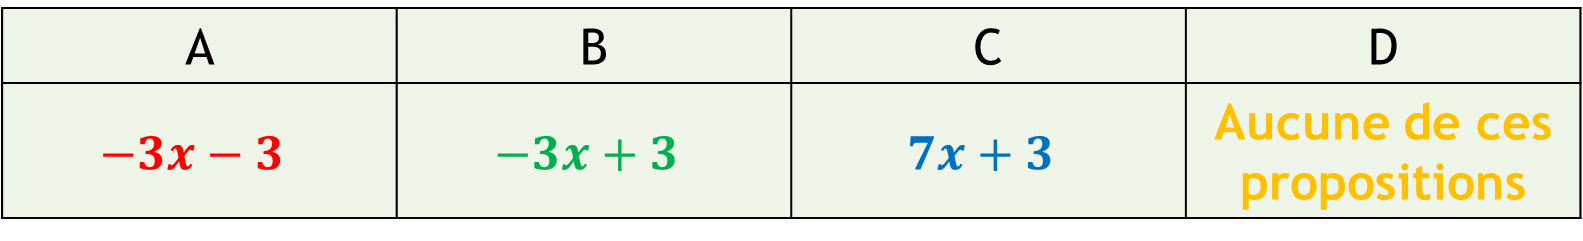 A B C D
−3x − 3 −3x + 3 7x + 3 Aucune de ces
propositions